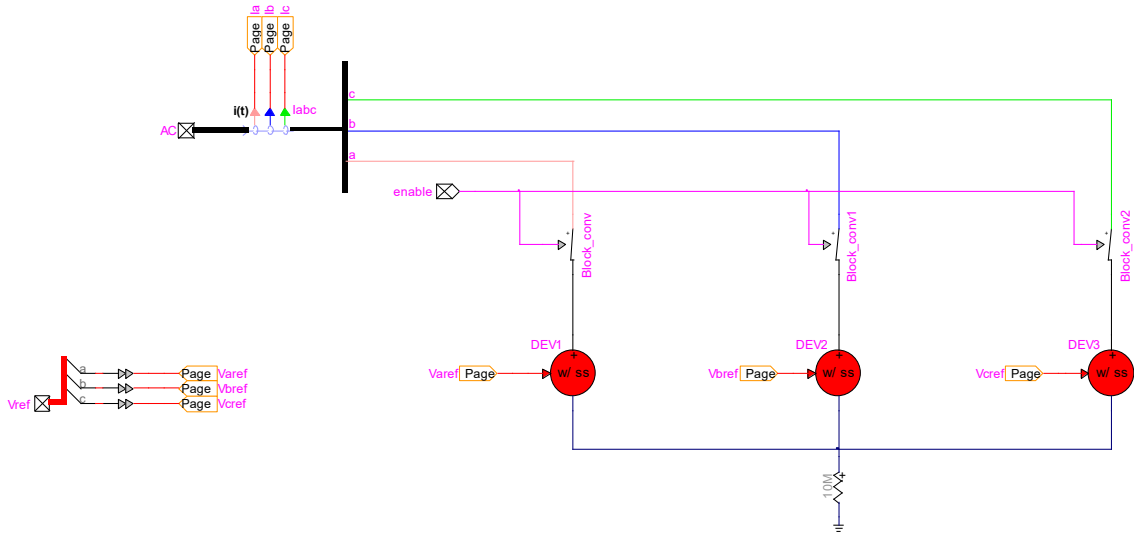 Ia
Ib
Ic
Page
Page
Page
i(t)
Iabc
AC
c
b
a
enable
Block_conv
Block_conv1
Block_conv2
DEV1
DEV2
DEV3
+
+
+
Varef
Page
w/ ss
Vbref
Page
w/ ss
Vcref
Page
w/ ss
a
Page
Varef
b
Page
Vbref
Vref
c
Page
Vcref
+
10M